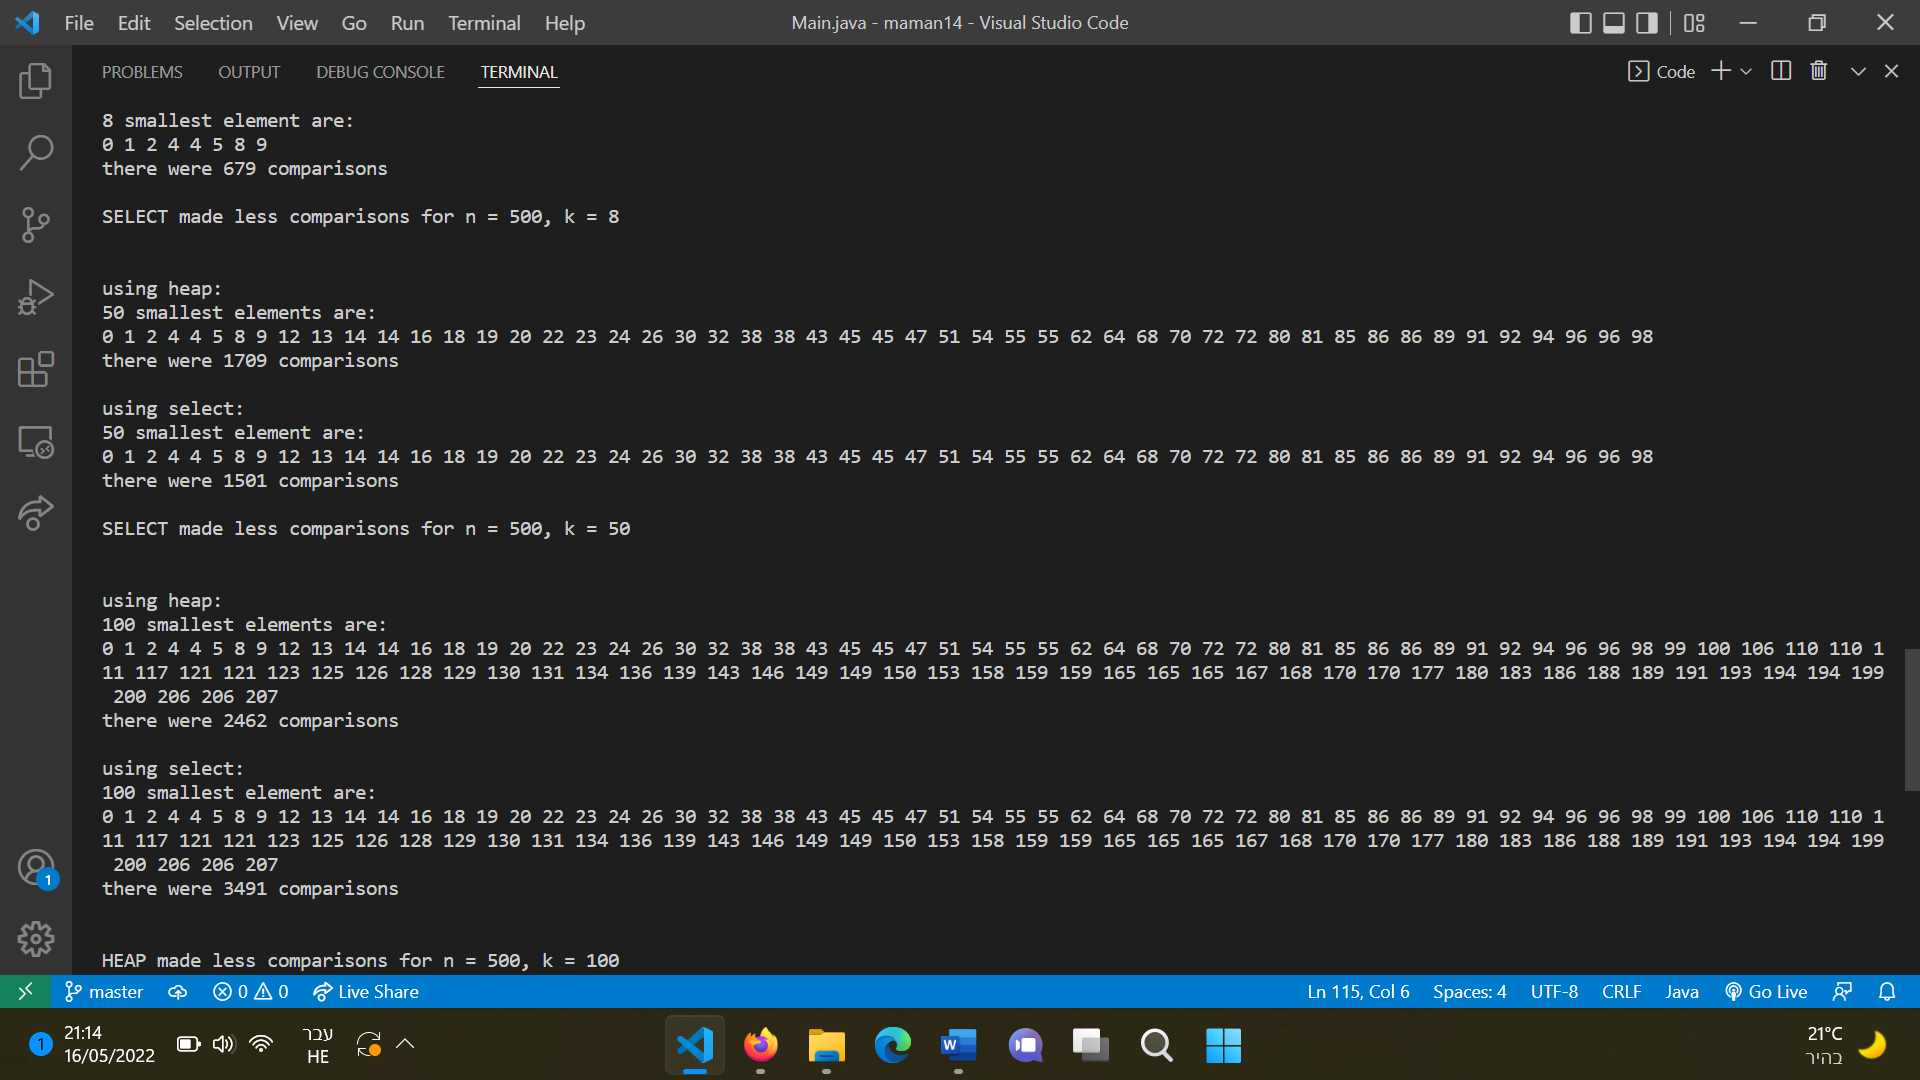 File Edit Selection View Go Run Terminal Help
Main.java - maman14 - Visual Studio Code
PROBLEMS OUTPUT DEBUG CONSOLE TERMINAL
Code
8 smallest element are:
0 1 2 4 4 5 8 9
there were 679 comparisons
SELECT made less comparisons for n = 500, k = 8
using heap:
50 smallest elements are:
0 1 2 4 4 5 8 9 12 13 14 14 16 18 19 20 22 23 24 26 30 32 38 38 43 45 45 47 51 54 55 55 62 64 68 70 72 72 80 81 85 86 86 89 91 92 94 96 96 98
there were 1709 comparisons
using select:
50 smallest element are:
0 1 2 4 4 5 8 9 12 13 14 14 16 18 19 20 22 23 24 26 30 32 38 38 43 45 45 47 51 54 55 55 62 64 68 70 72 72 80 81 85 86 86 89 91 92 94 96 96 98
there were 1501 comparisons
SELECT made less comparisons for n = 500, k = 50
using heap:
100 smallest elements are:
0 1 2 4 4 5 8 9 12 13 14 14 16 18 19 20 22 23 24 26 30 32 38 38 43 45 45 47 51 54 55 55 62 64 68 70 72 72 80 81 85 86 86 89 91 92 94 96 96 98 99 100 106 110 110 1
11 117 121 121 123 125 126 128 129 130 131 134 136 139 143 146 149 149 150 153 158 159 159 165 165 165 167 168 170 170 177 180 183 186 188 189 191 193 194 194 199
200 206 206 207
there were 2462 comparisons
using select:
100 smallest element are:
0 1 2 4 4 5 8 9 12 13 14 14 16 18 19 20 22 23 24 26 30 32 38 38 43 45 45 47 51 54 55 55 62 64 68 70 72 72 80 81 85 86 86 89 91 92 94 96 96 98 99 100 106 110 110 1
11 117 121 121 123 125 126 128 129 130 131 134 136 139 143 146 149 149 150 153 158 159 159 165 165 165 167 168 170 170 177 180 183 186 188 189 191 193 194 194 199
200 206 206 207
there were 3491 comparisons
HEAP made less comparisons for n = 500, k = 100
1
master 0 0 Live Share
Ln 115, Col 6 Spaces: 4 UTF-8 CRLF Java Go Live
1
21:14
16/05/2022
עבר
HE
W
21°C
בהיר